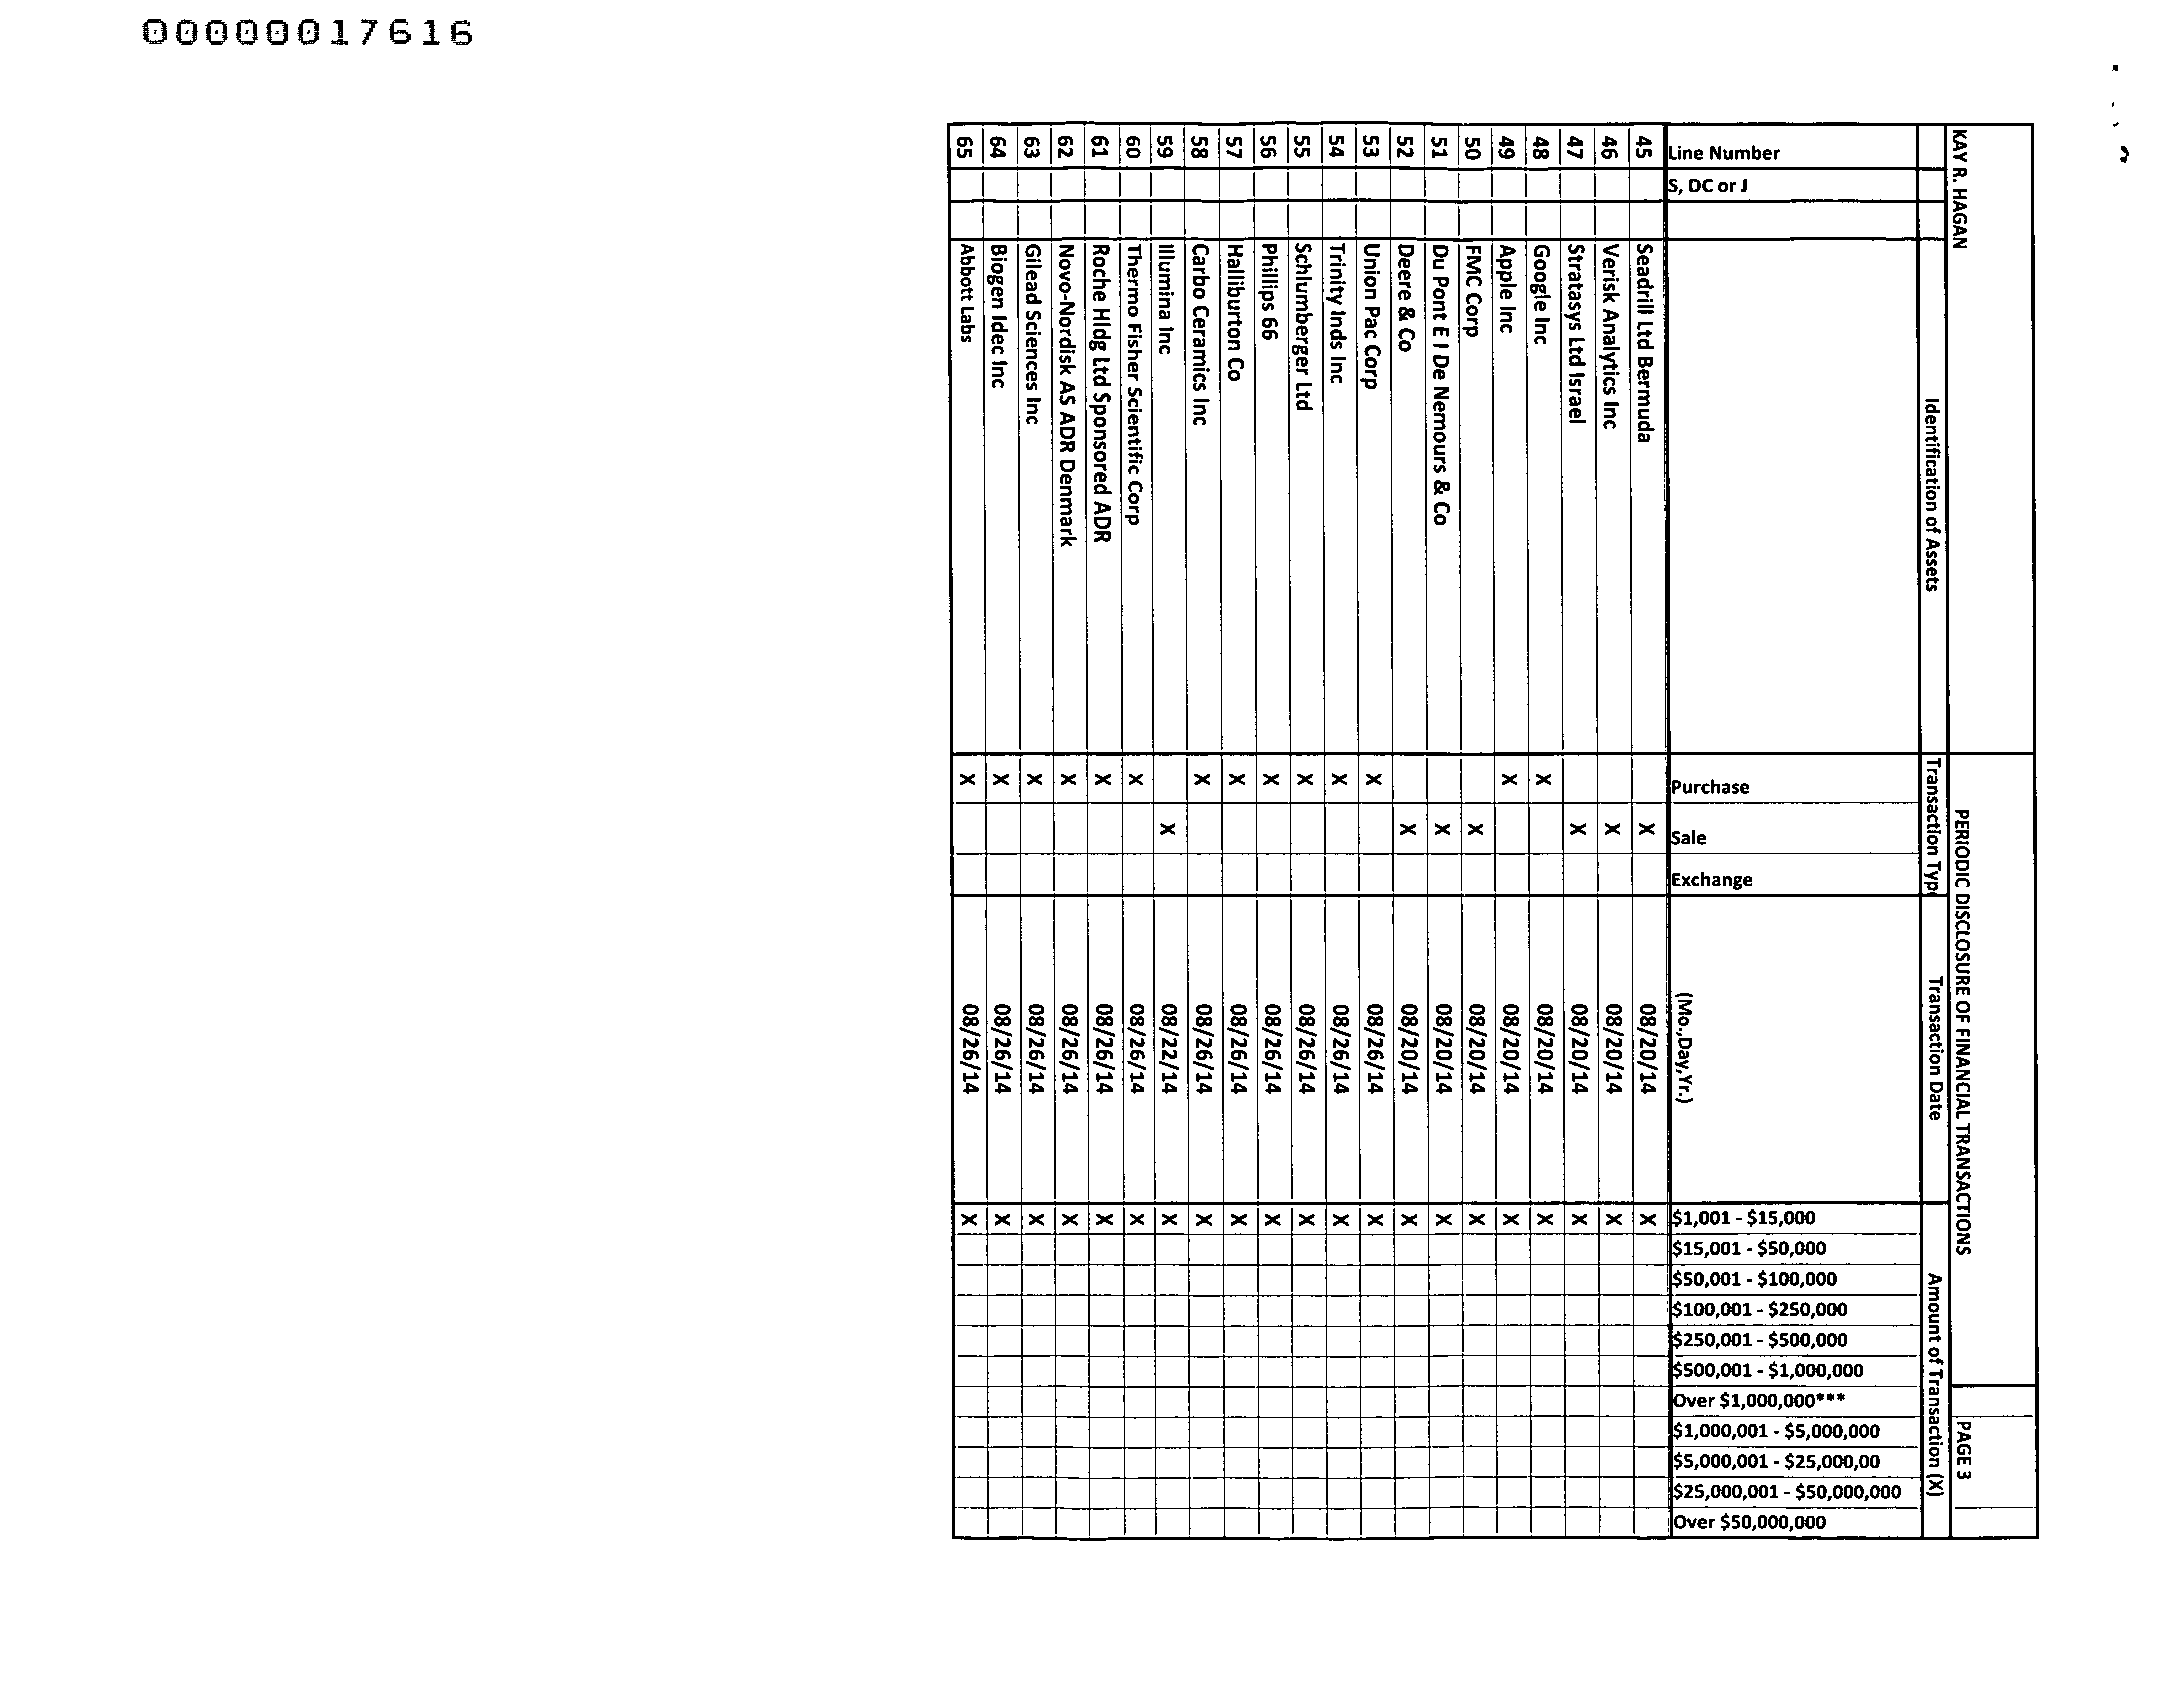 00000017616
KAY R. HAGAN PERIODIC DISCLOSURE OF FINANCIAL TRANSACTIONS PAGE 3
Identification of Assets Transaction Typ Transaction Date Amount of Transaction (X)
Line Number
S, DC or J
Purchase
Sale
Exchange
(Mo.,Day,Yr.)
$1,001 - $15,000
$15,001 - $50,000
$50,001 - $100,000
$100,001 - $250,000
$250,001 - $500,000
$500,001 - $1,000,000
Over $1,000,000***
$1,000,001 - $5,000,000
$5,000,001 - $25,000,00
$25,000,001 - $50,000,000
Over $50,000,000
45 Seadrill Ltd Bermuda X 08/20/14 X
46 Verisk Analytics Inc X 08/20/14 X
47 Stratasys Ltd Israel X 08/20/14 X
48 Google Inc X 08/20/14 X
49 Apple Inc X 08/20/14 X
50 FMC Corp X 08/20/14 X
51 Du Pont E I De Nemours & Co X 08/20/14 X
52 Deere & Co X 08/20/14 X
53 Union Pac Corp X 08/26/14 X
54 Trinity Inds Inc X 08/26/14 X
55 Schlumberger Ltd X 08/26/14 X
56 Phillips 66 X 08/26/14 X
57 Halliburton Co X 08/26/14 X
58 Carbo Ceramics Inc X 08/26/14 X
59 Illumina Inc X 08/22/14 X
60 Thermo Fisher Scientific Corp X 08/26/14 X
61 Roche Hldg Ltd Sponsored ADR X 08/26/14 X
62 Novo-Nordisk AS ADR Denmark X 08/26/14 X
63 Gilead Sciences Inc X 08/26/14 X
64 Biogen Idec Inc X 08/26/14 X
65 Abbott Labs X 08/26/14 X